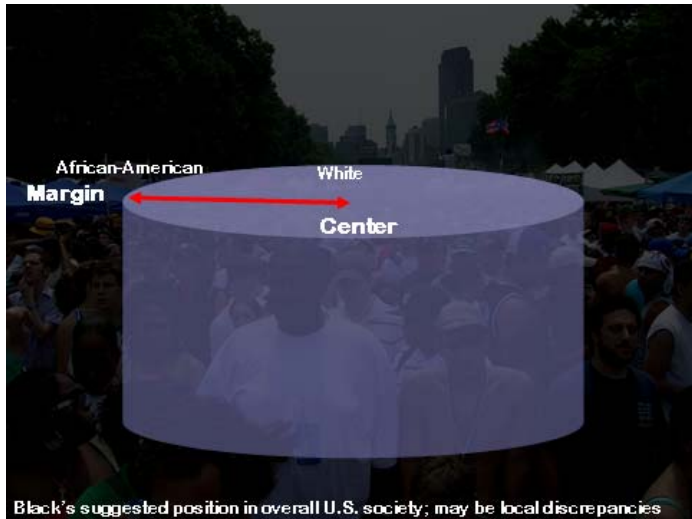 African-American
White
Margin
Center
Black's suggested position in overall U.S. society; may be local discrepancies